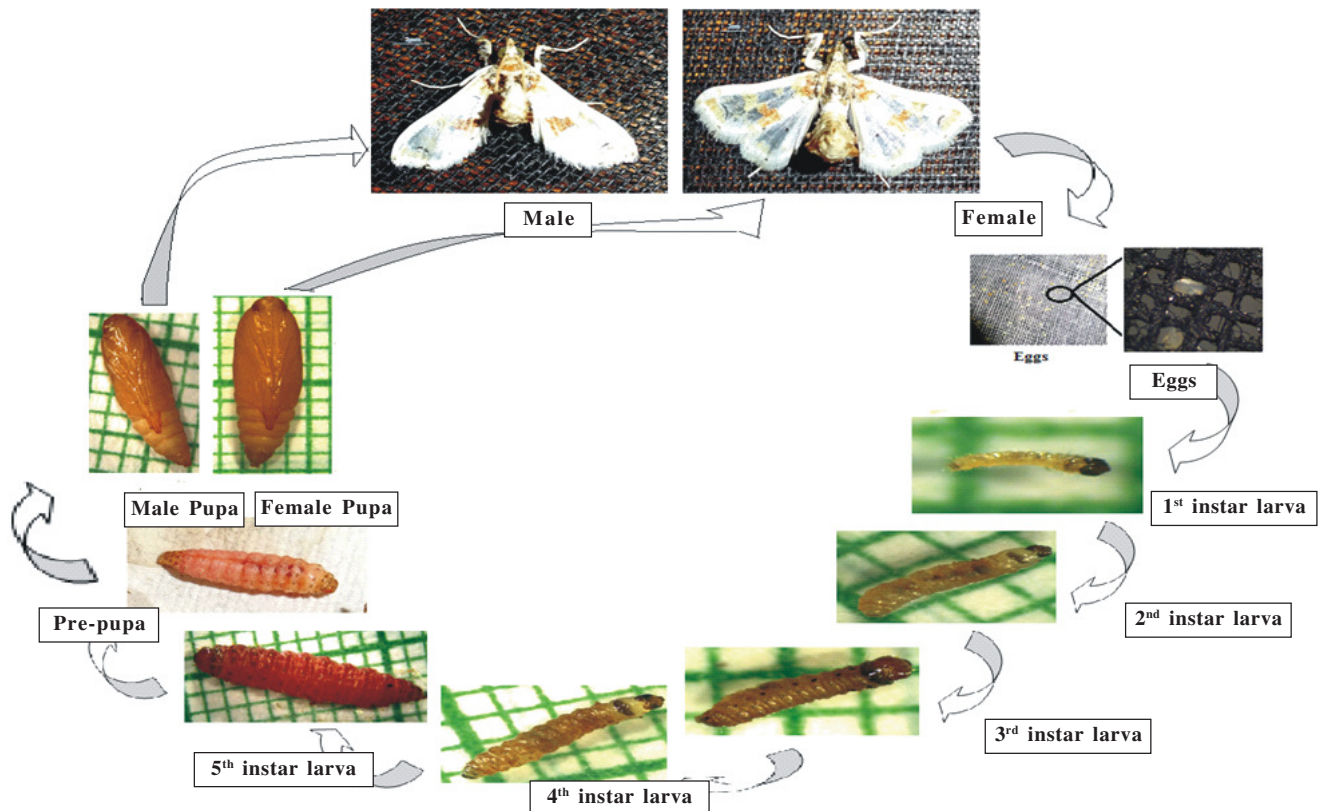 Male
Female
Eggs
Eggs
1st instar larva
Male Pupa
Female Pupa
2nd instar larva
Pre-pupa
3rd instar larva
5th instar larva
4th instar larva